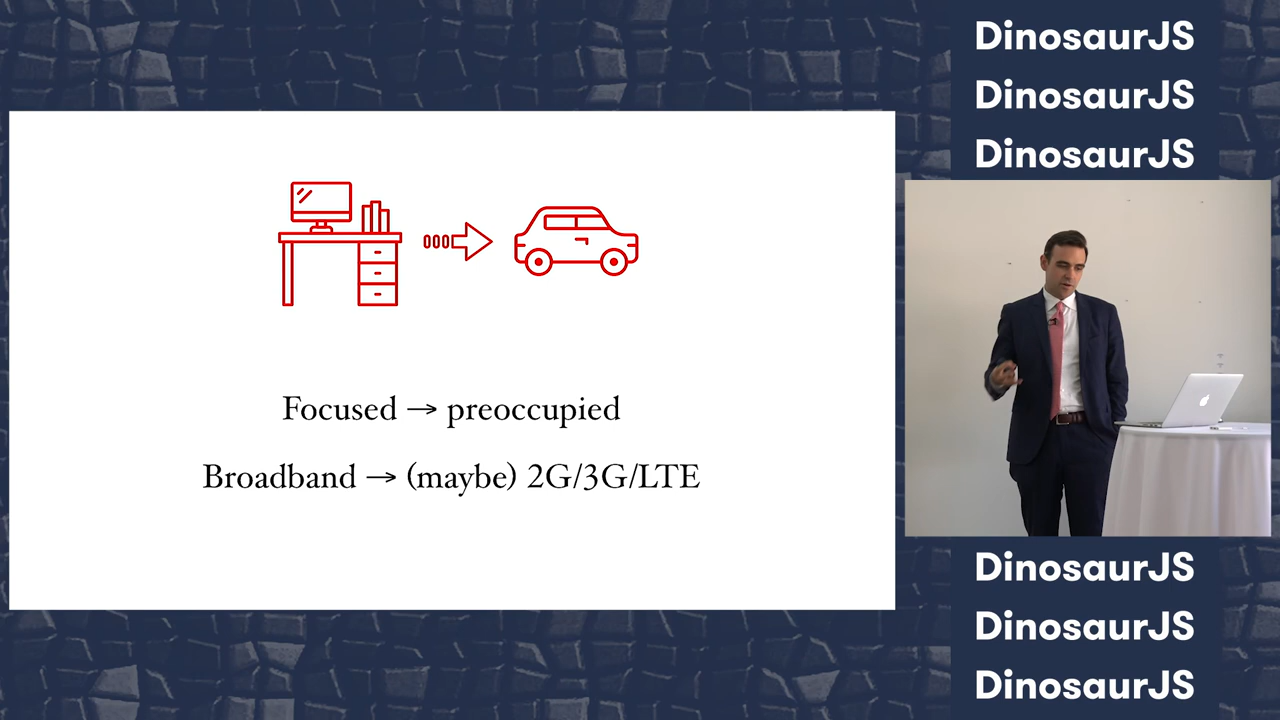 DinosaurJS
DinosaurJS
DinosaurJS
Focused → preoccupied
Broadband → (maybe) 2G/3G/LTE
DinosaurJS
DinosaurJS
DinosaurJS